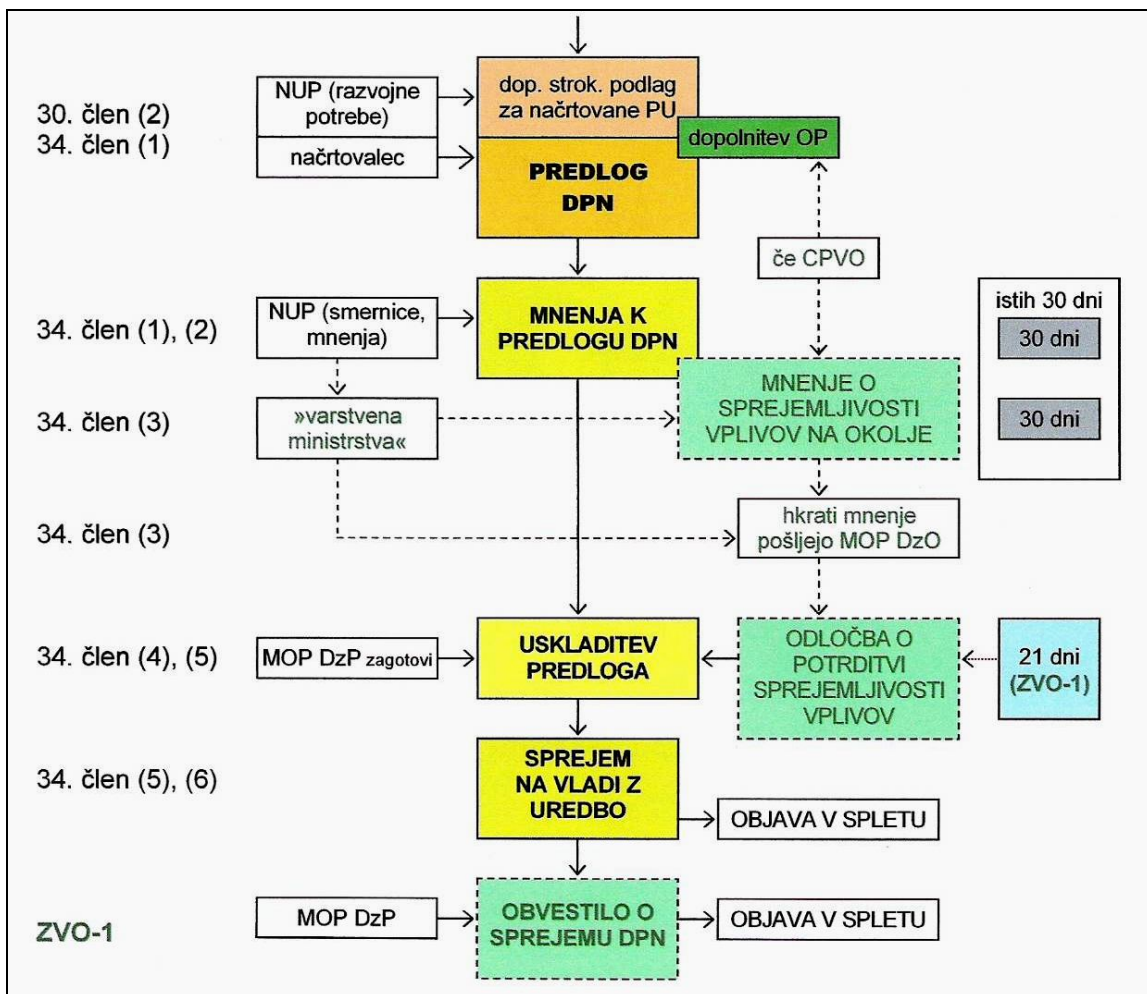 30. člen (2)
34. člen (1)
NUP (razvojne
potrebe)
načrtovalec
dop. strok. podlag
za načrtovane PU
PREDLOG
DPN
dopolnitev OP
če CPVO
34. člen (1), (2)
NUP (smernice,
mnenja)
MNENJA K
PREDLOGU DPN
istih 30 dni
30 dni
30 dni
34. člen (3)
»varstvena
ministrstva«
MNENJE O
SPREJEMLJIVOSTI
VPLIVOV NA OKOLJE
34. člen (3)
hkrati mnenje
pošljejo MOP DzO
34. člen (4), (5)
MOP DzP zagotovi
USKLADITEV
PREDLOGA
ODLOČBA O
POTRDITVI
SPREJEMLJIVOSTI
VPLIVOV
21 dni
(ZVO-1)
34. člen (5), (6)
SPREJEM
NA VLADI Z
UREDBO
OBJAVA V SPLETU
ZVO-1
MOP DzP
OBVESTILO O
SPREJEMU DPN
OBJAVA V SPLETU